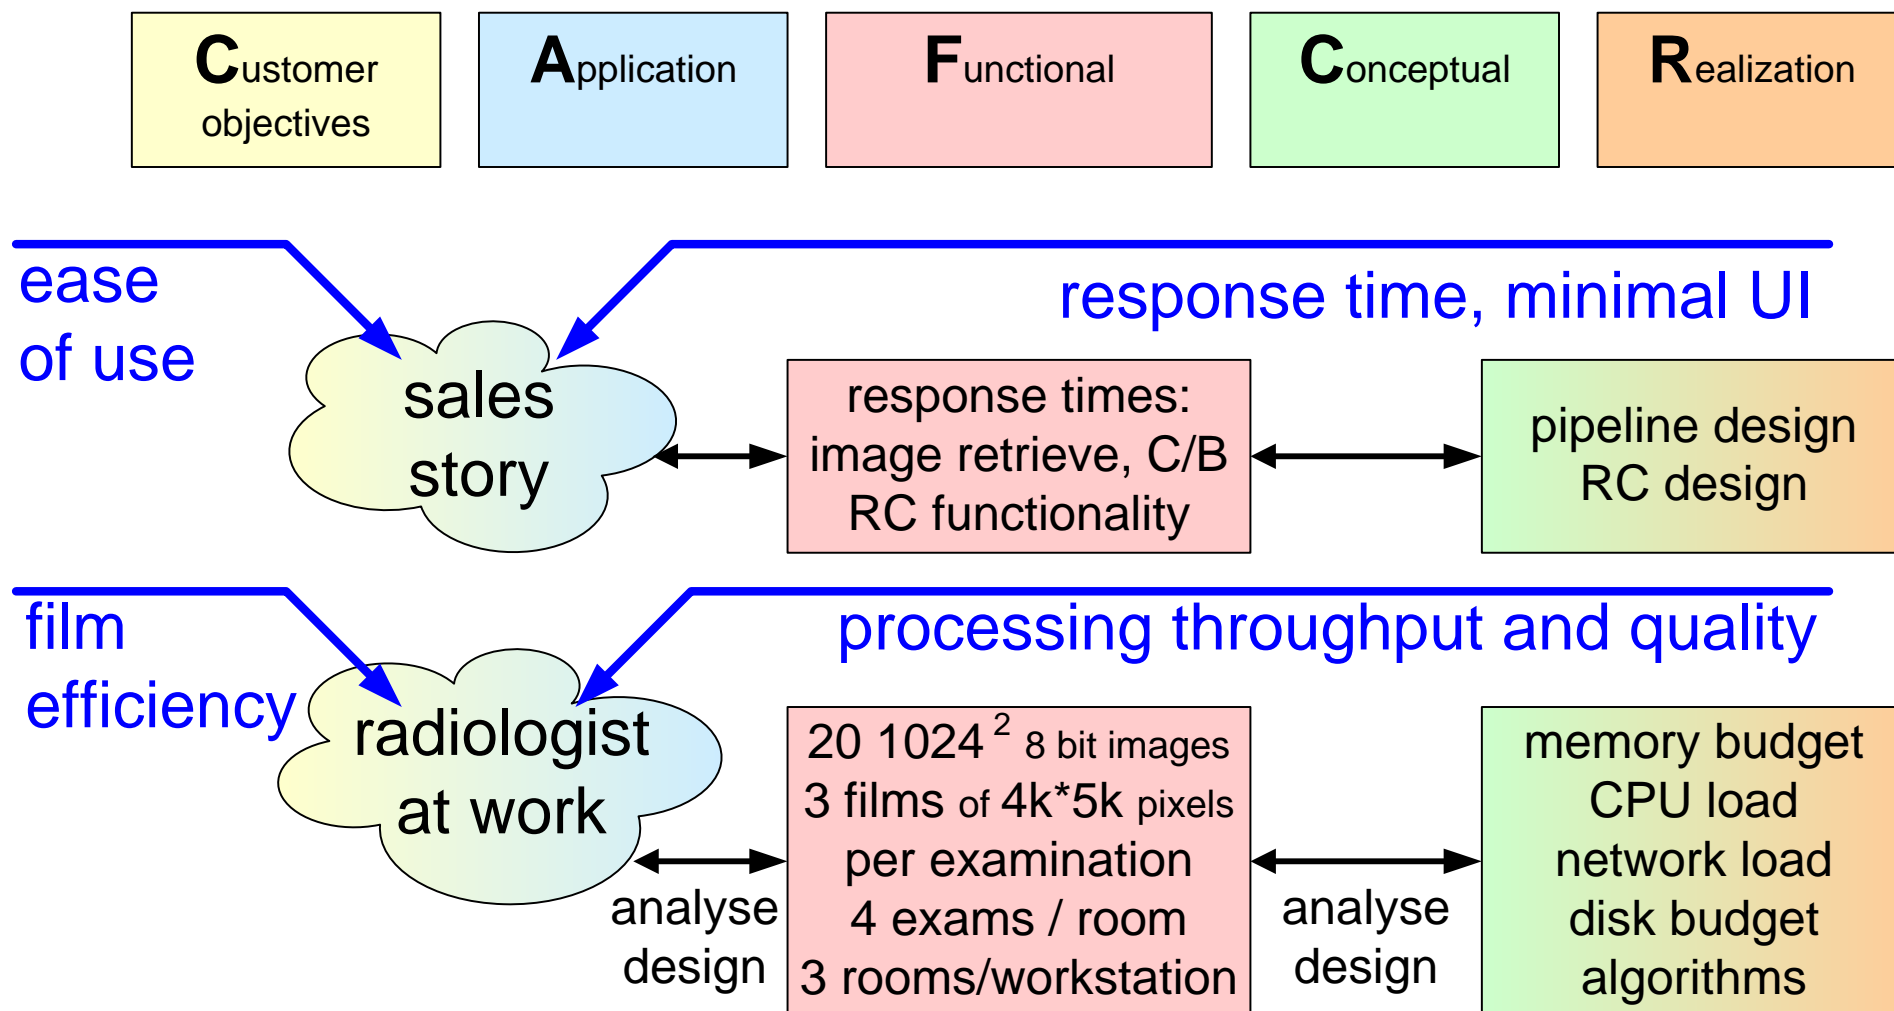 Customer
objectives
Application
Functional
Conceptual
Realization
ease
of use
response time, minimal UI
sales
story
response times:
image retrieve, C/B
RC functionality
pipeline design
RC design
film
efficiency
processing throughput and quality
radiologist
at work
analyse
design
20 1024² 8 bit images
3 films of 4k*5k pixels
per examination
4 exams / room
3 rooms/workstation
analyse
design
memory budget
CPU load
network load
disk budget
algorithms